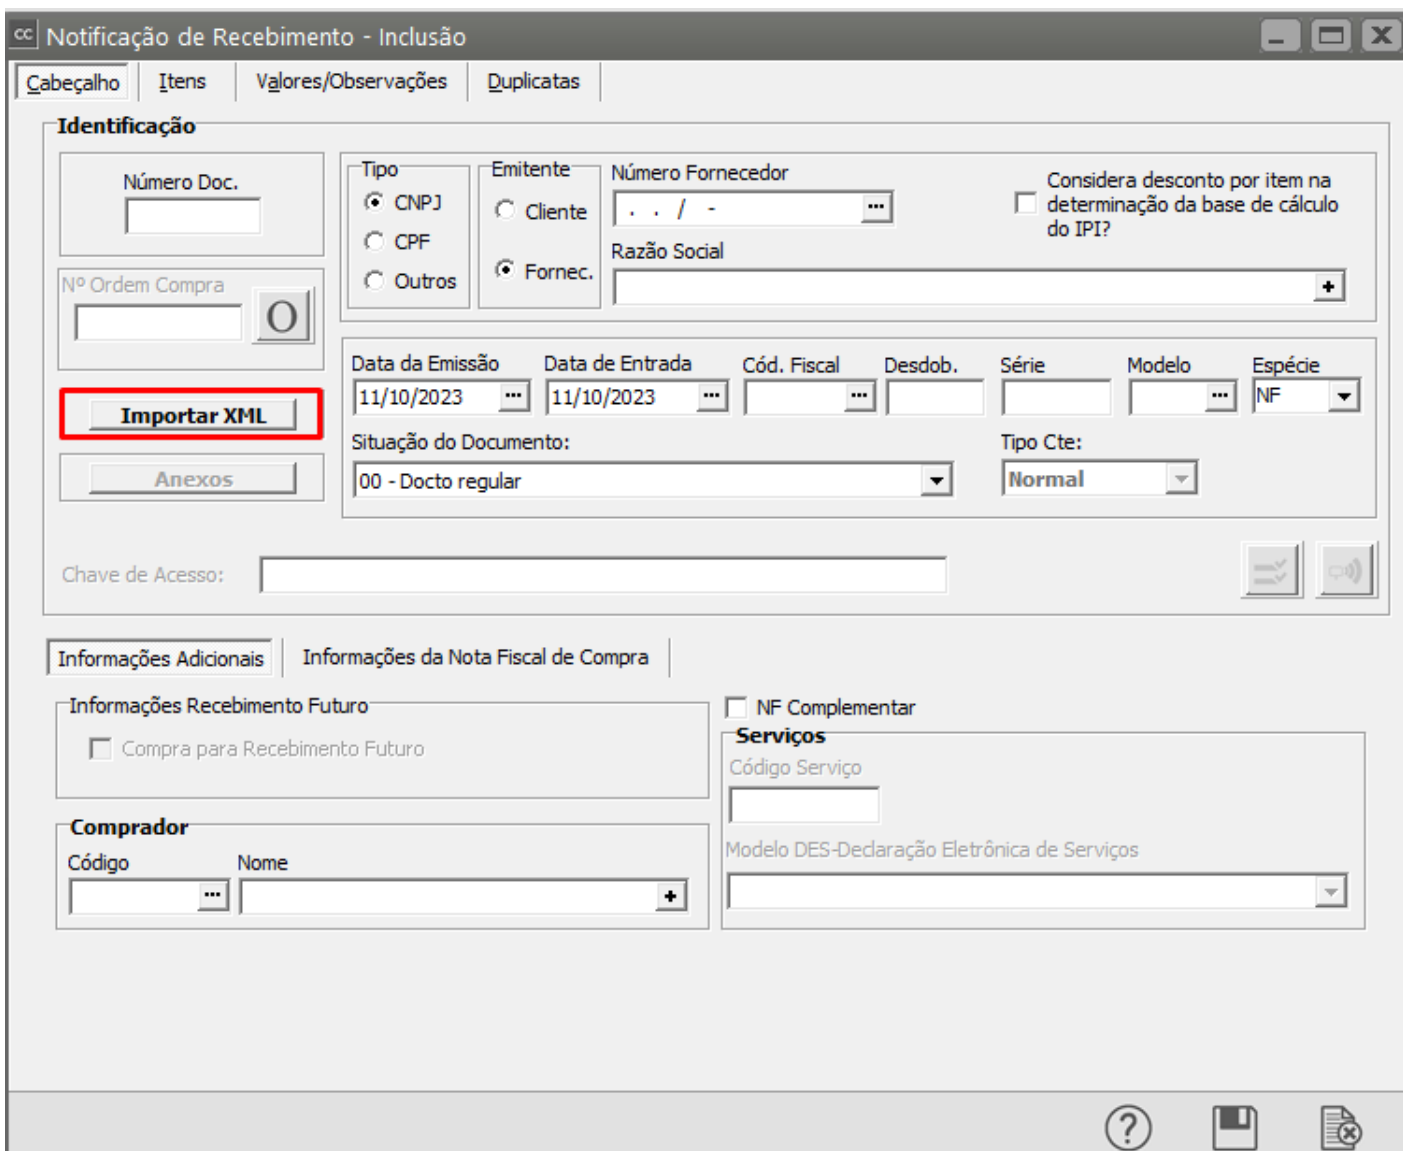 cc Notificação de Recebimento - Inclusão
Cabeçalho Itens Valores/Observações Duplicatas
Identificação
Número Doc.
Nº Ordem Compra
O
Importar XML
Anexos
Tipo
CNPJ
CPF
Outros
Emitente
Cliente
Fornec.
Número Fornecedor
. . / -
Razão Social
Considera desconto por item na
determinação da base de cálculo
do IPI?
Data da Emissão Data de Entrada Cód. Fiscal Desdob. Série Modelo Espécie
11/10/2023 11/10/2023 NF
Situação do Documento: Tipo Cte:
00 - Docto regular Normal
Chave de Acesso:
Informações Adicionais Informações da Nota Fiscal de Compra
Informações Recebimento Futuro
Compra para Recebimento Futuro
Comprador
Código Nome
NF Complementar
Serviços
Código Serviço
Modelo DES-Declaração Eletrônica de Serviços